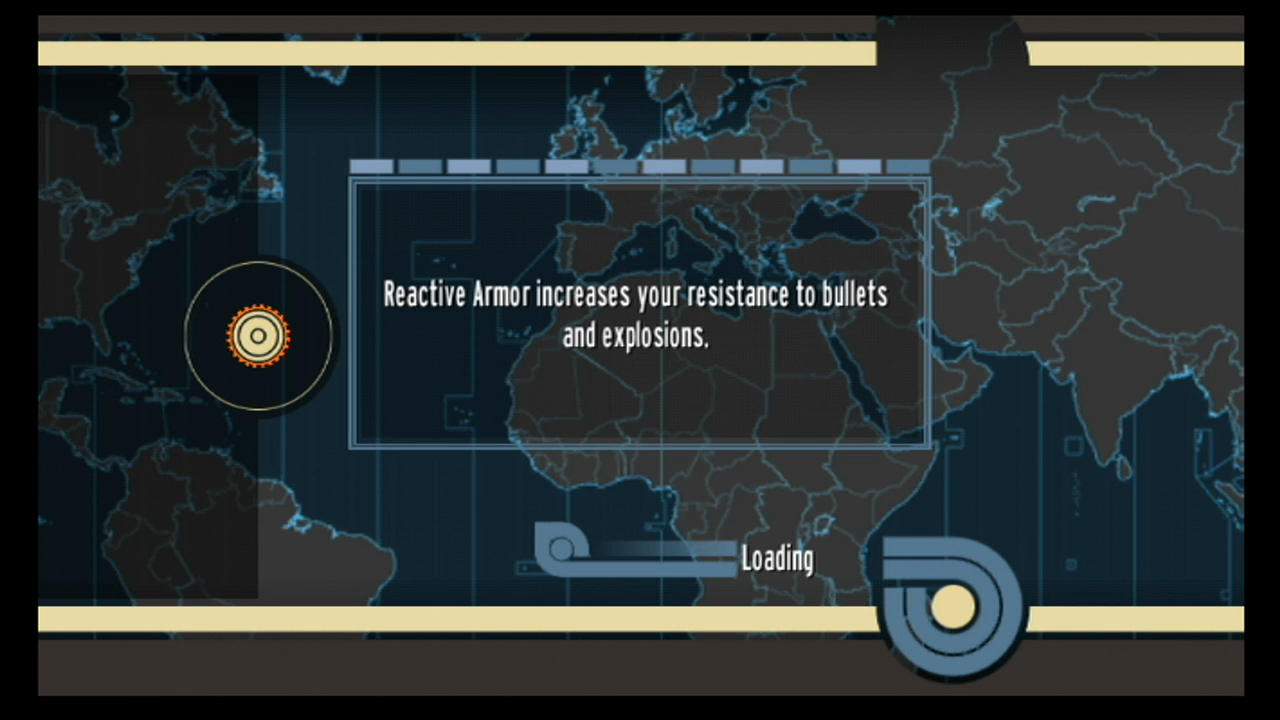 Reactive Armor increases your resistance to bullets
and explosions.
Loading